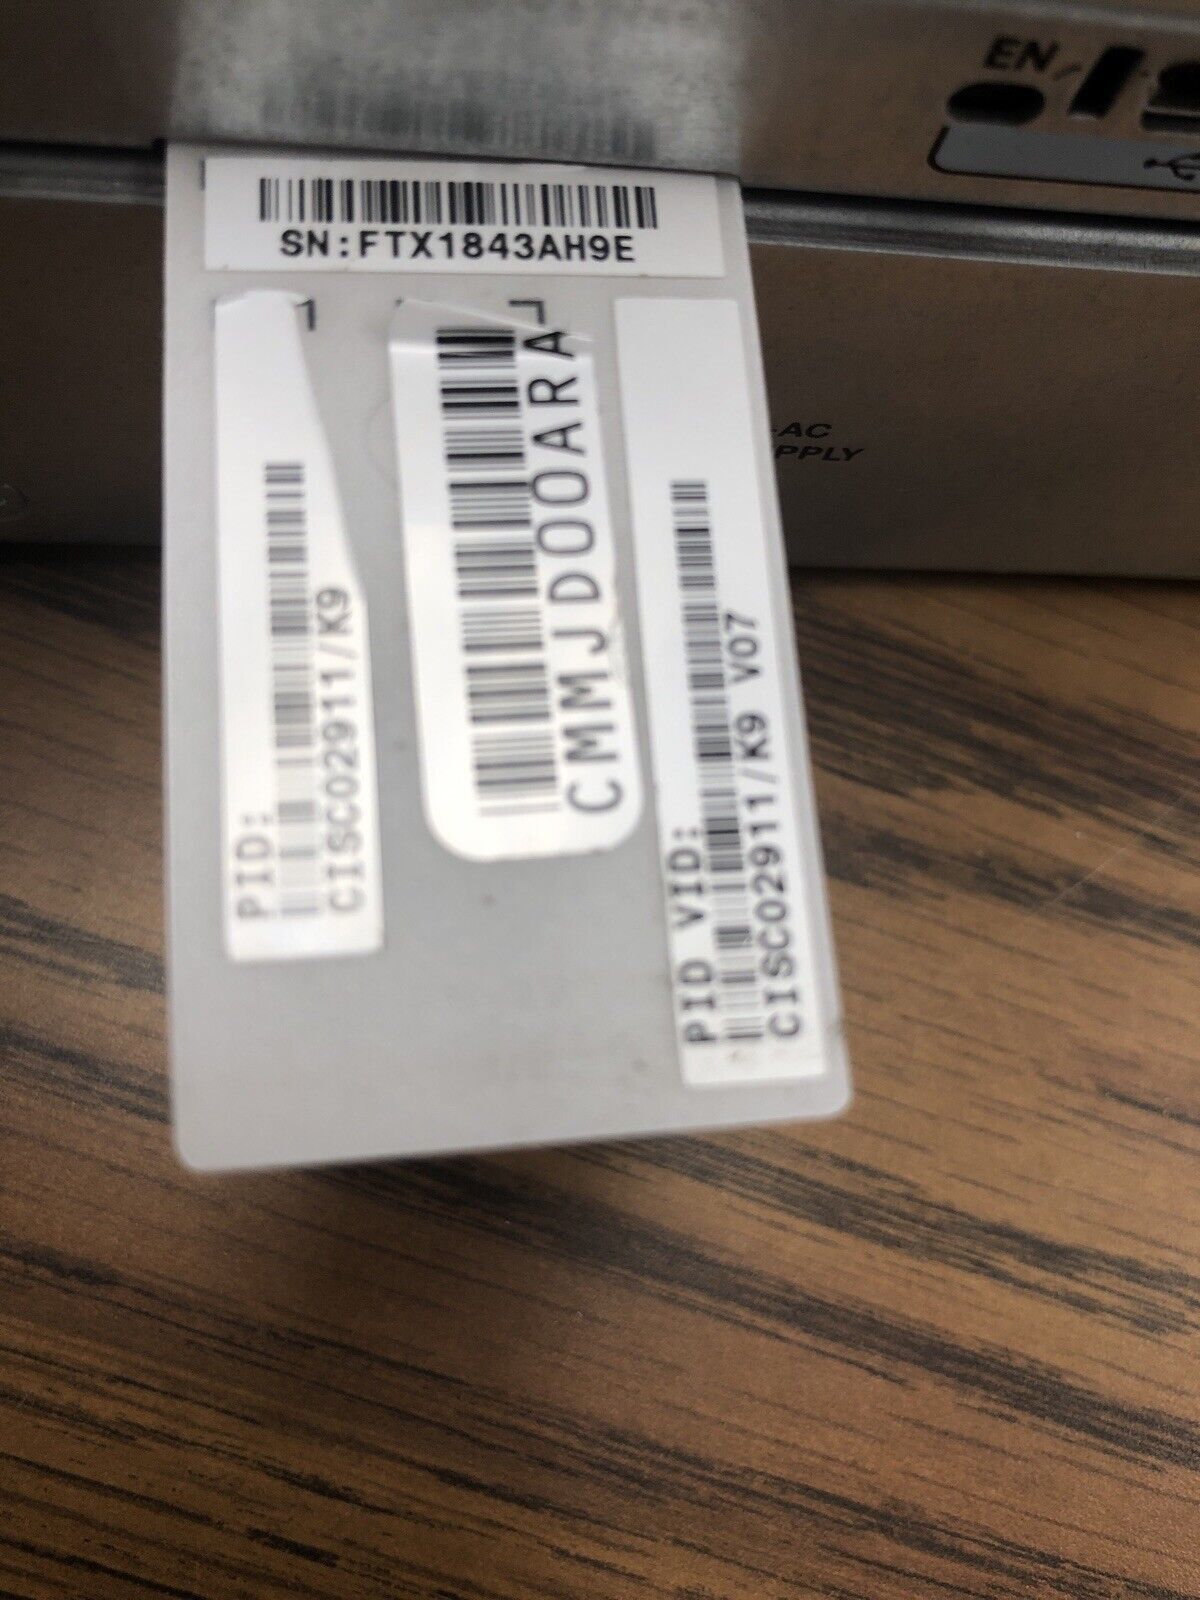 EN
SN:FTX1843AH9E
PID:
CISCO2911/K9
CMMJD00ARA
PID VID:
CISCO2911/K9 V07
-AC
PPLY